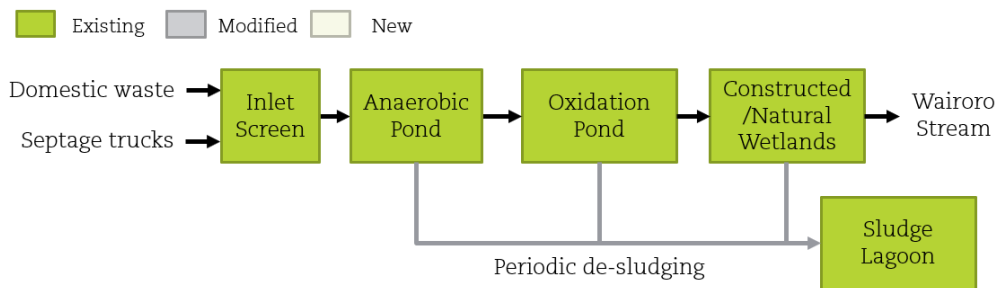 Existing
Modified
New
Domestic waste
Septage trucks
Inlet
Screen
Anaerobic
Pond
Oxidation
Pond
Constructed
/Natural
Wetlands
Wairoro
Stream
Sludge
Lagoon
Periodic de-sludging